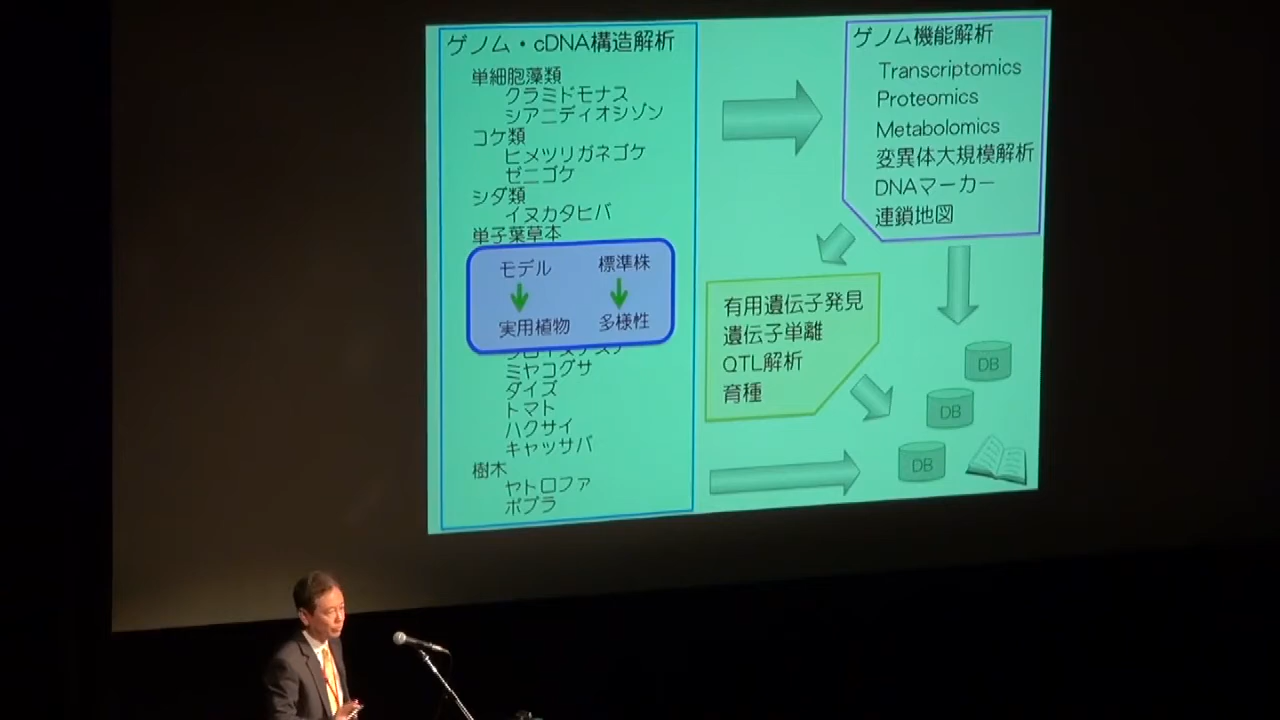 ゲノム・cDNA構造解析
単細胞藻類
クラミドモナス
シアニディオシゾン
コケ類
ヒメツリガネゴケ
ゼニゴケ
シダ類
イヌカタヒバ
単子葉草本
モデル
標準株
実用植物
多様性
ミヤコグサ
ダイズ
トマト
ハクサイ
キャッサバ
樹木
ヤトロファ
ポプラ
ゲノム機能解析
Transcriptomics
Proteomics
Metabolomics
変異体大規模解析
DNAマーカー
連鎖地図
有用遺伝子発見
遺伝子単離
QTL解析
育種
DB
DB
DB